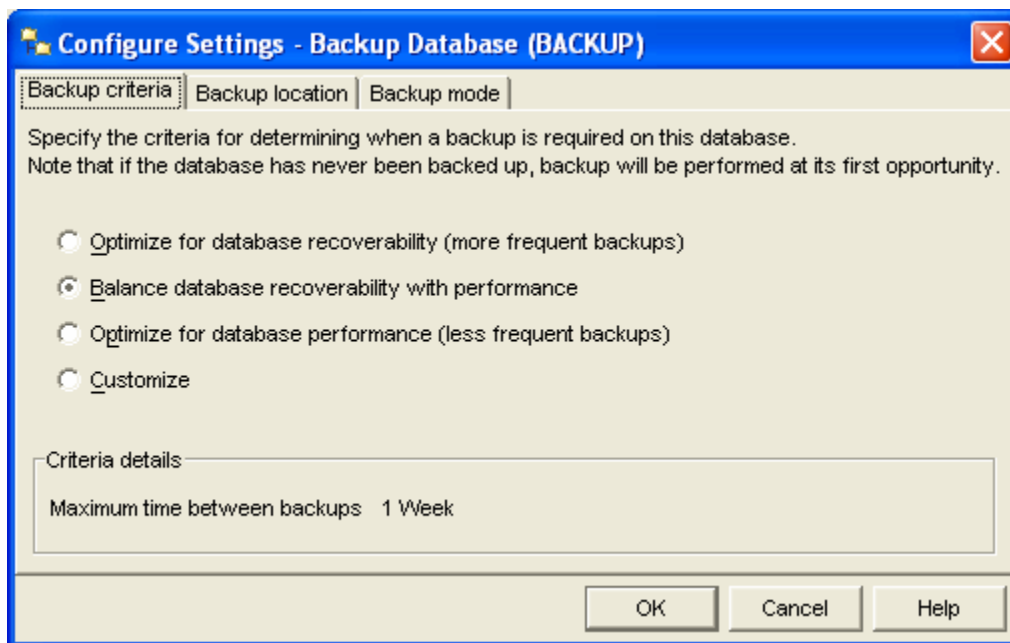 Configure Settings - Backup Database (BACKUP)
Backup criteria Backup location Backup mode
Specify the criteria for determining when a backup is required on this database.
Note that if the database has never been backed up, backup will be performed at its first opportunity.
Optimize for database recoverability (more frequent backups)
Balance database recoverability with performance
Optimize for database performance (less frequent backups)
Customize
Criteria details
Maximum time between backups 1 Week
OK Cancel Help